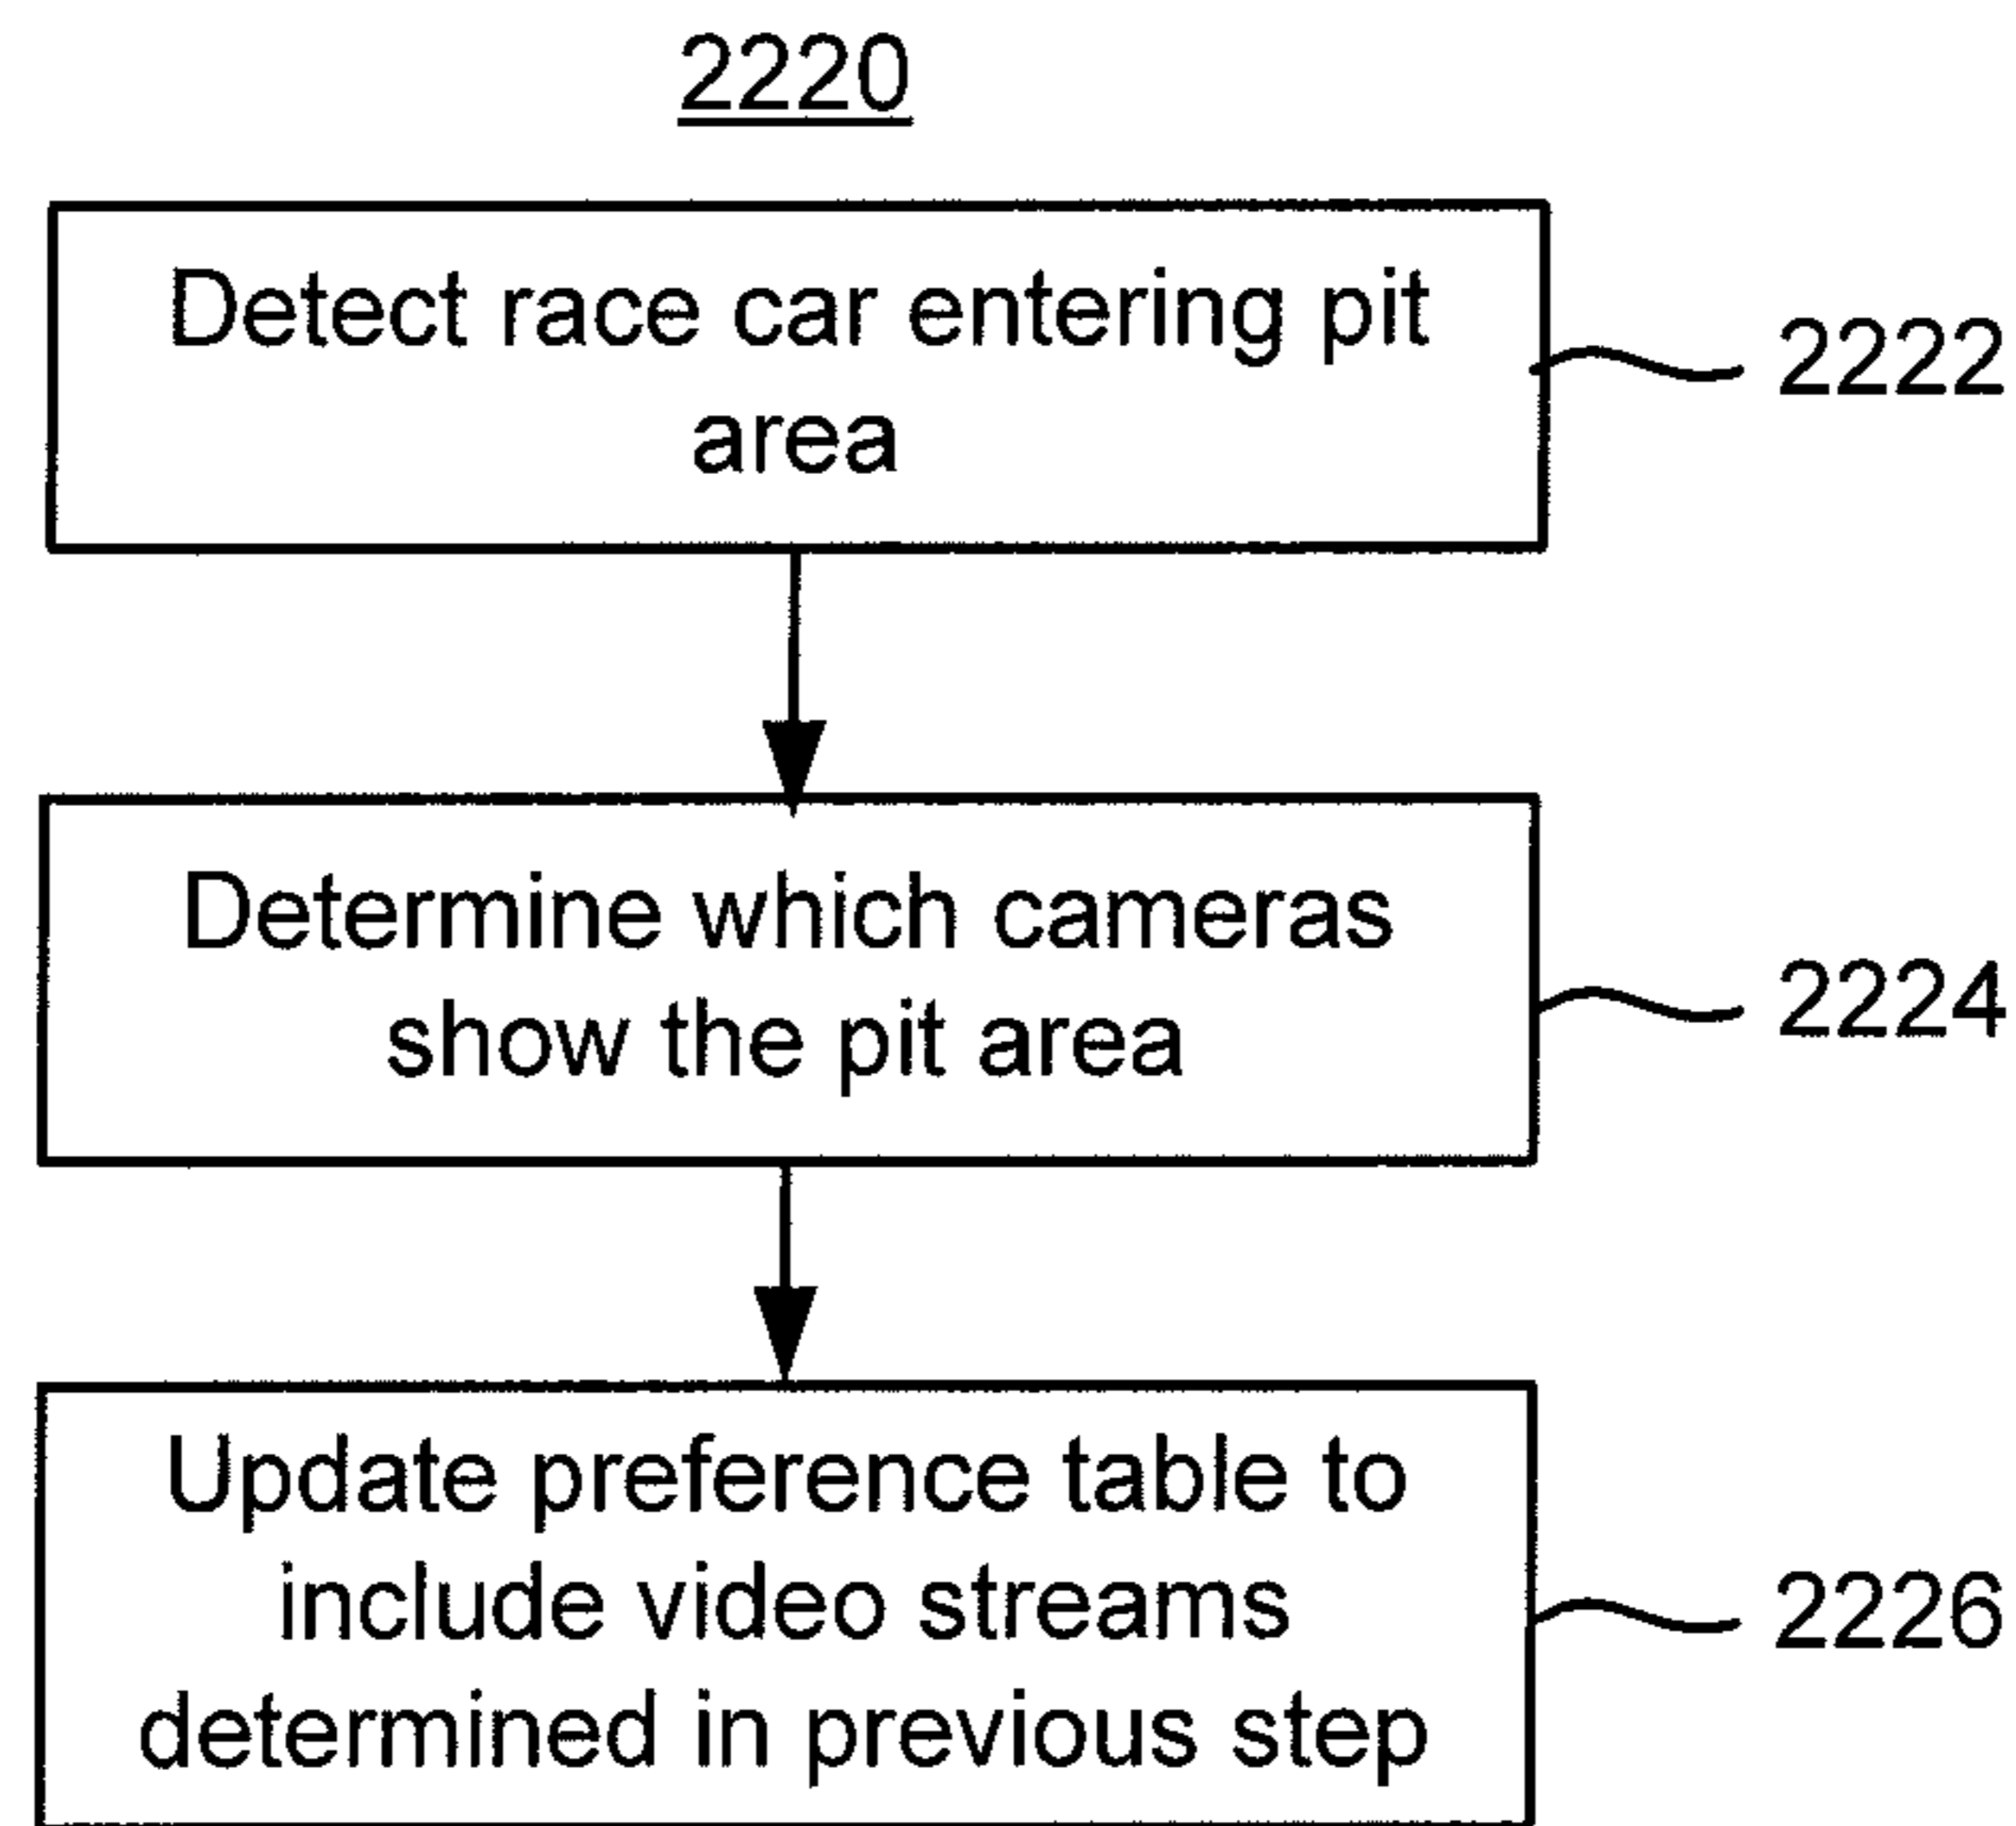 2220
Detect race car entering pit
area
2222
Determine which cameras
show the pit area
2224
Update preference table to
include video streams
determined in previous step
2226